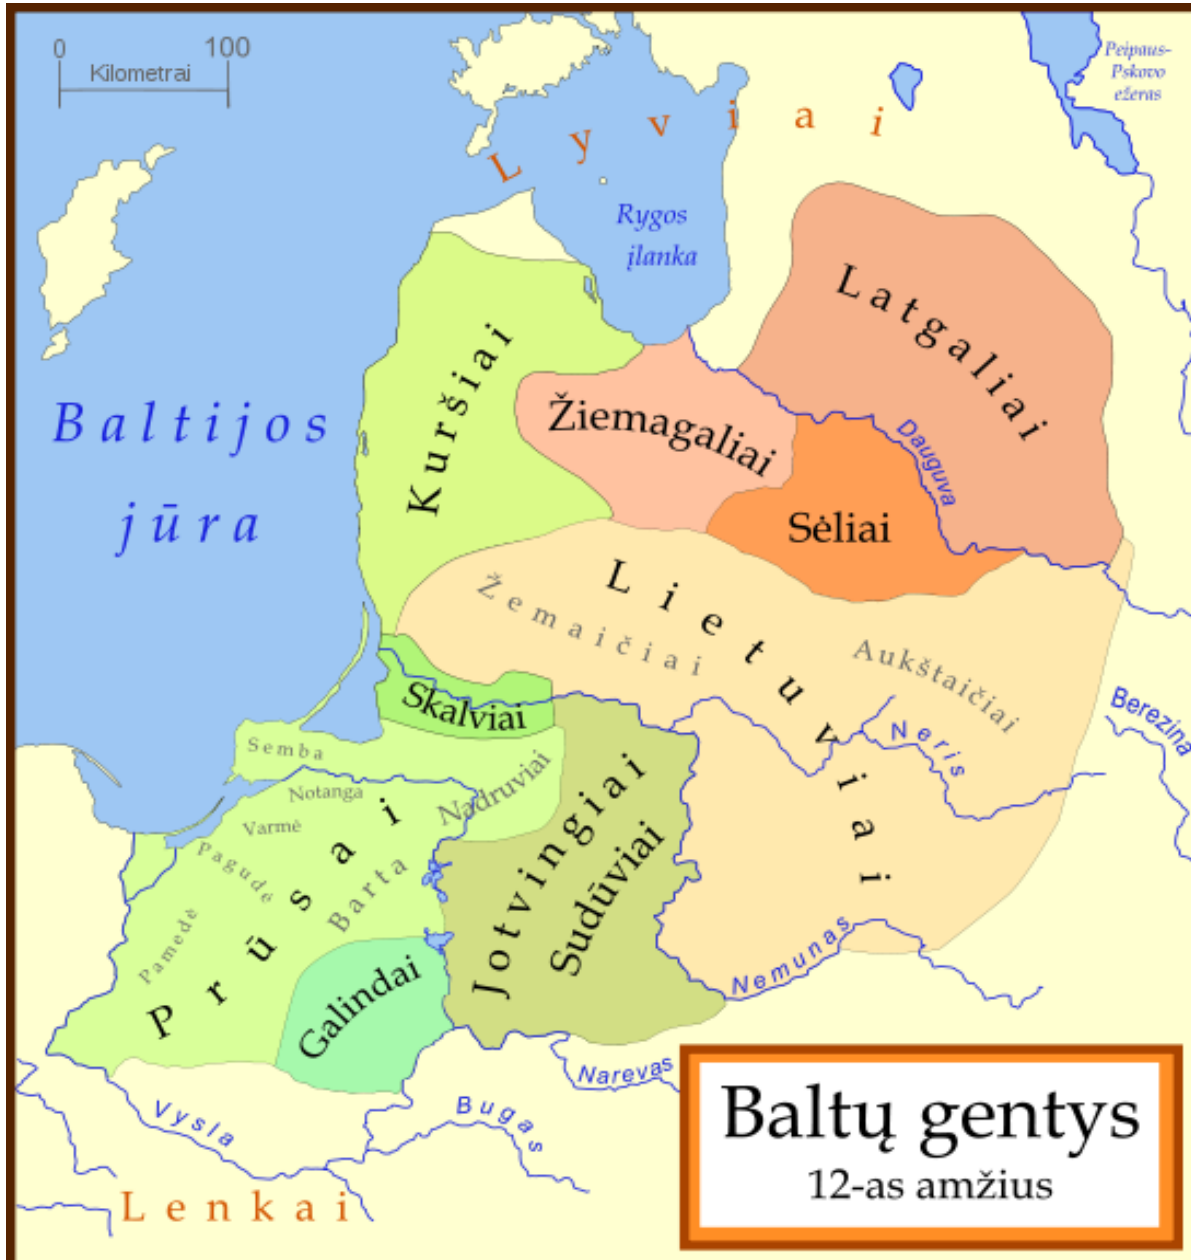 0 100
Kilometrai
Peipaus-
Pskovo
ežeras
Lyviai
Rygos
įlanka
Latgaliai
Kuršiai
Baltijos
jūra
Žiemagaliai
Dauguva
Sėliai
Lietuviai
Žemaičiai
Aukštaičiai
Skalviai
Berezina
Neris
Semba
Notanga
Nadruviai
Varmė
Pagudė
Barta
Pamedė
Prūsai
Jotvingiai
Sudūviai
Galindai
Nemunas
Narevas
Vysla
Bugas
Lenkai
Baltų gentys
12-as amžius